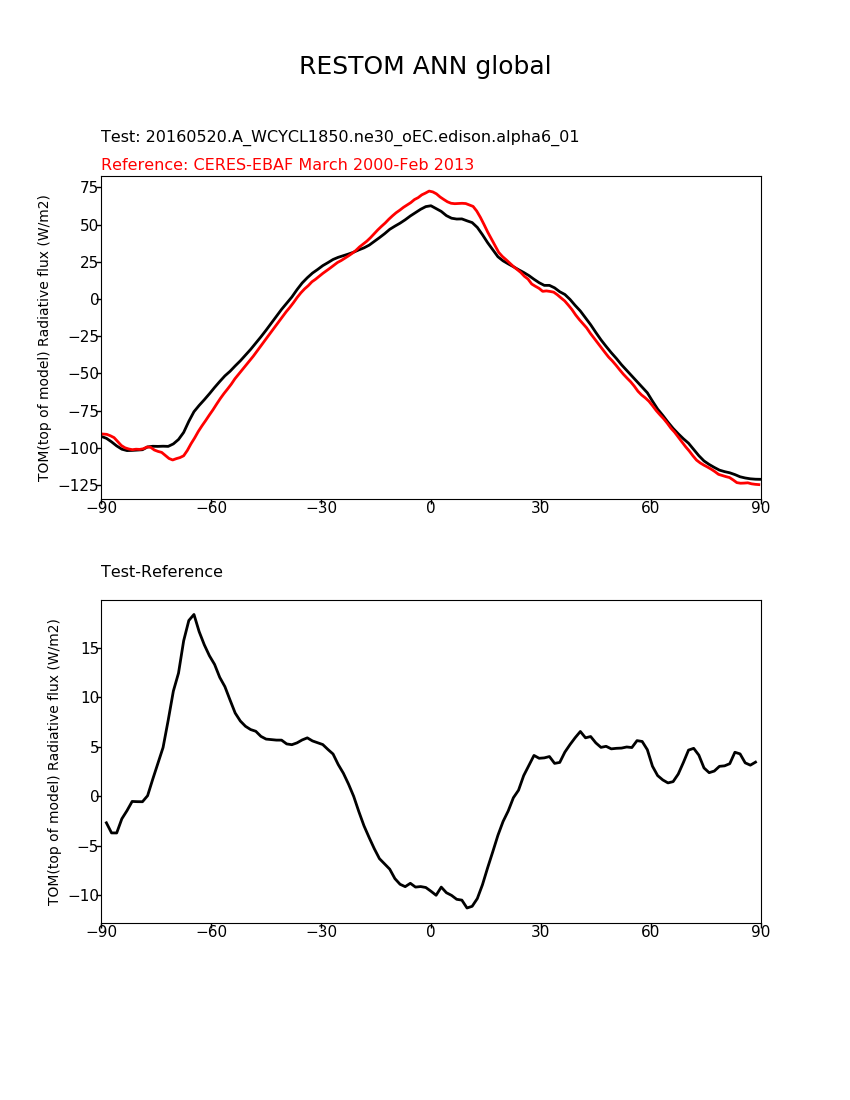 RESTOM ANN global
Test: 20160520.A_WCYCL1850.ne30_oEC.edison.alpha6_01
Reference: CERES-EBAF March 2000-Feb 2013
TOM(top of model) Radiative flux (W/m2)
75
50
25
0
−25
−50
−75
−100
−125
−90 −60 −30 0 30 60 90
Test-Reference
TOM(top of model) Radiative flux (W/m2)
15
10
5
0
−5
−10
−90 −60 −30 0 30 60 90